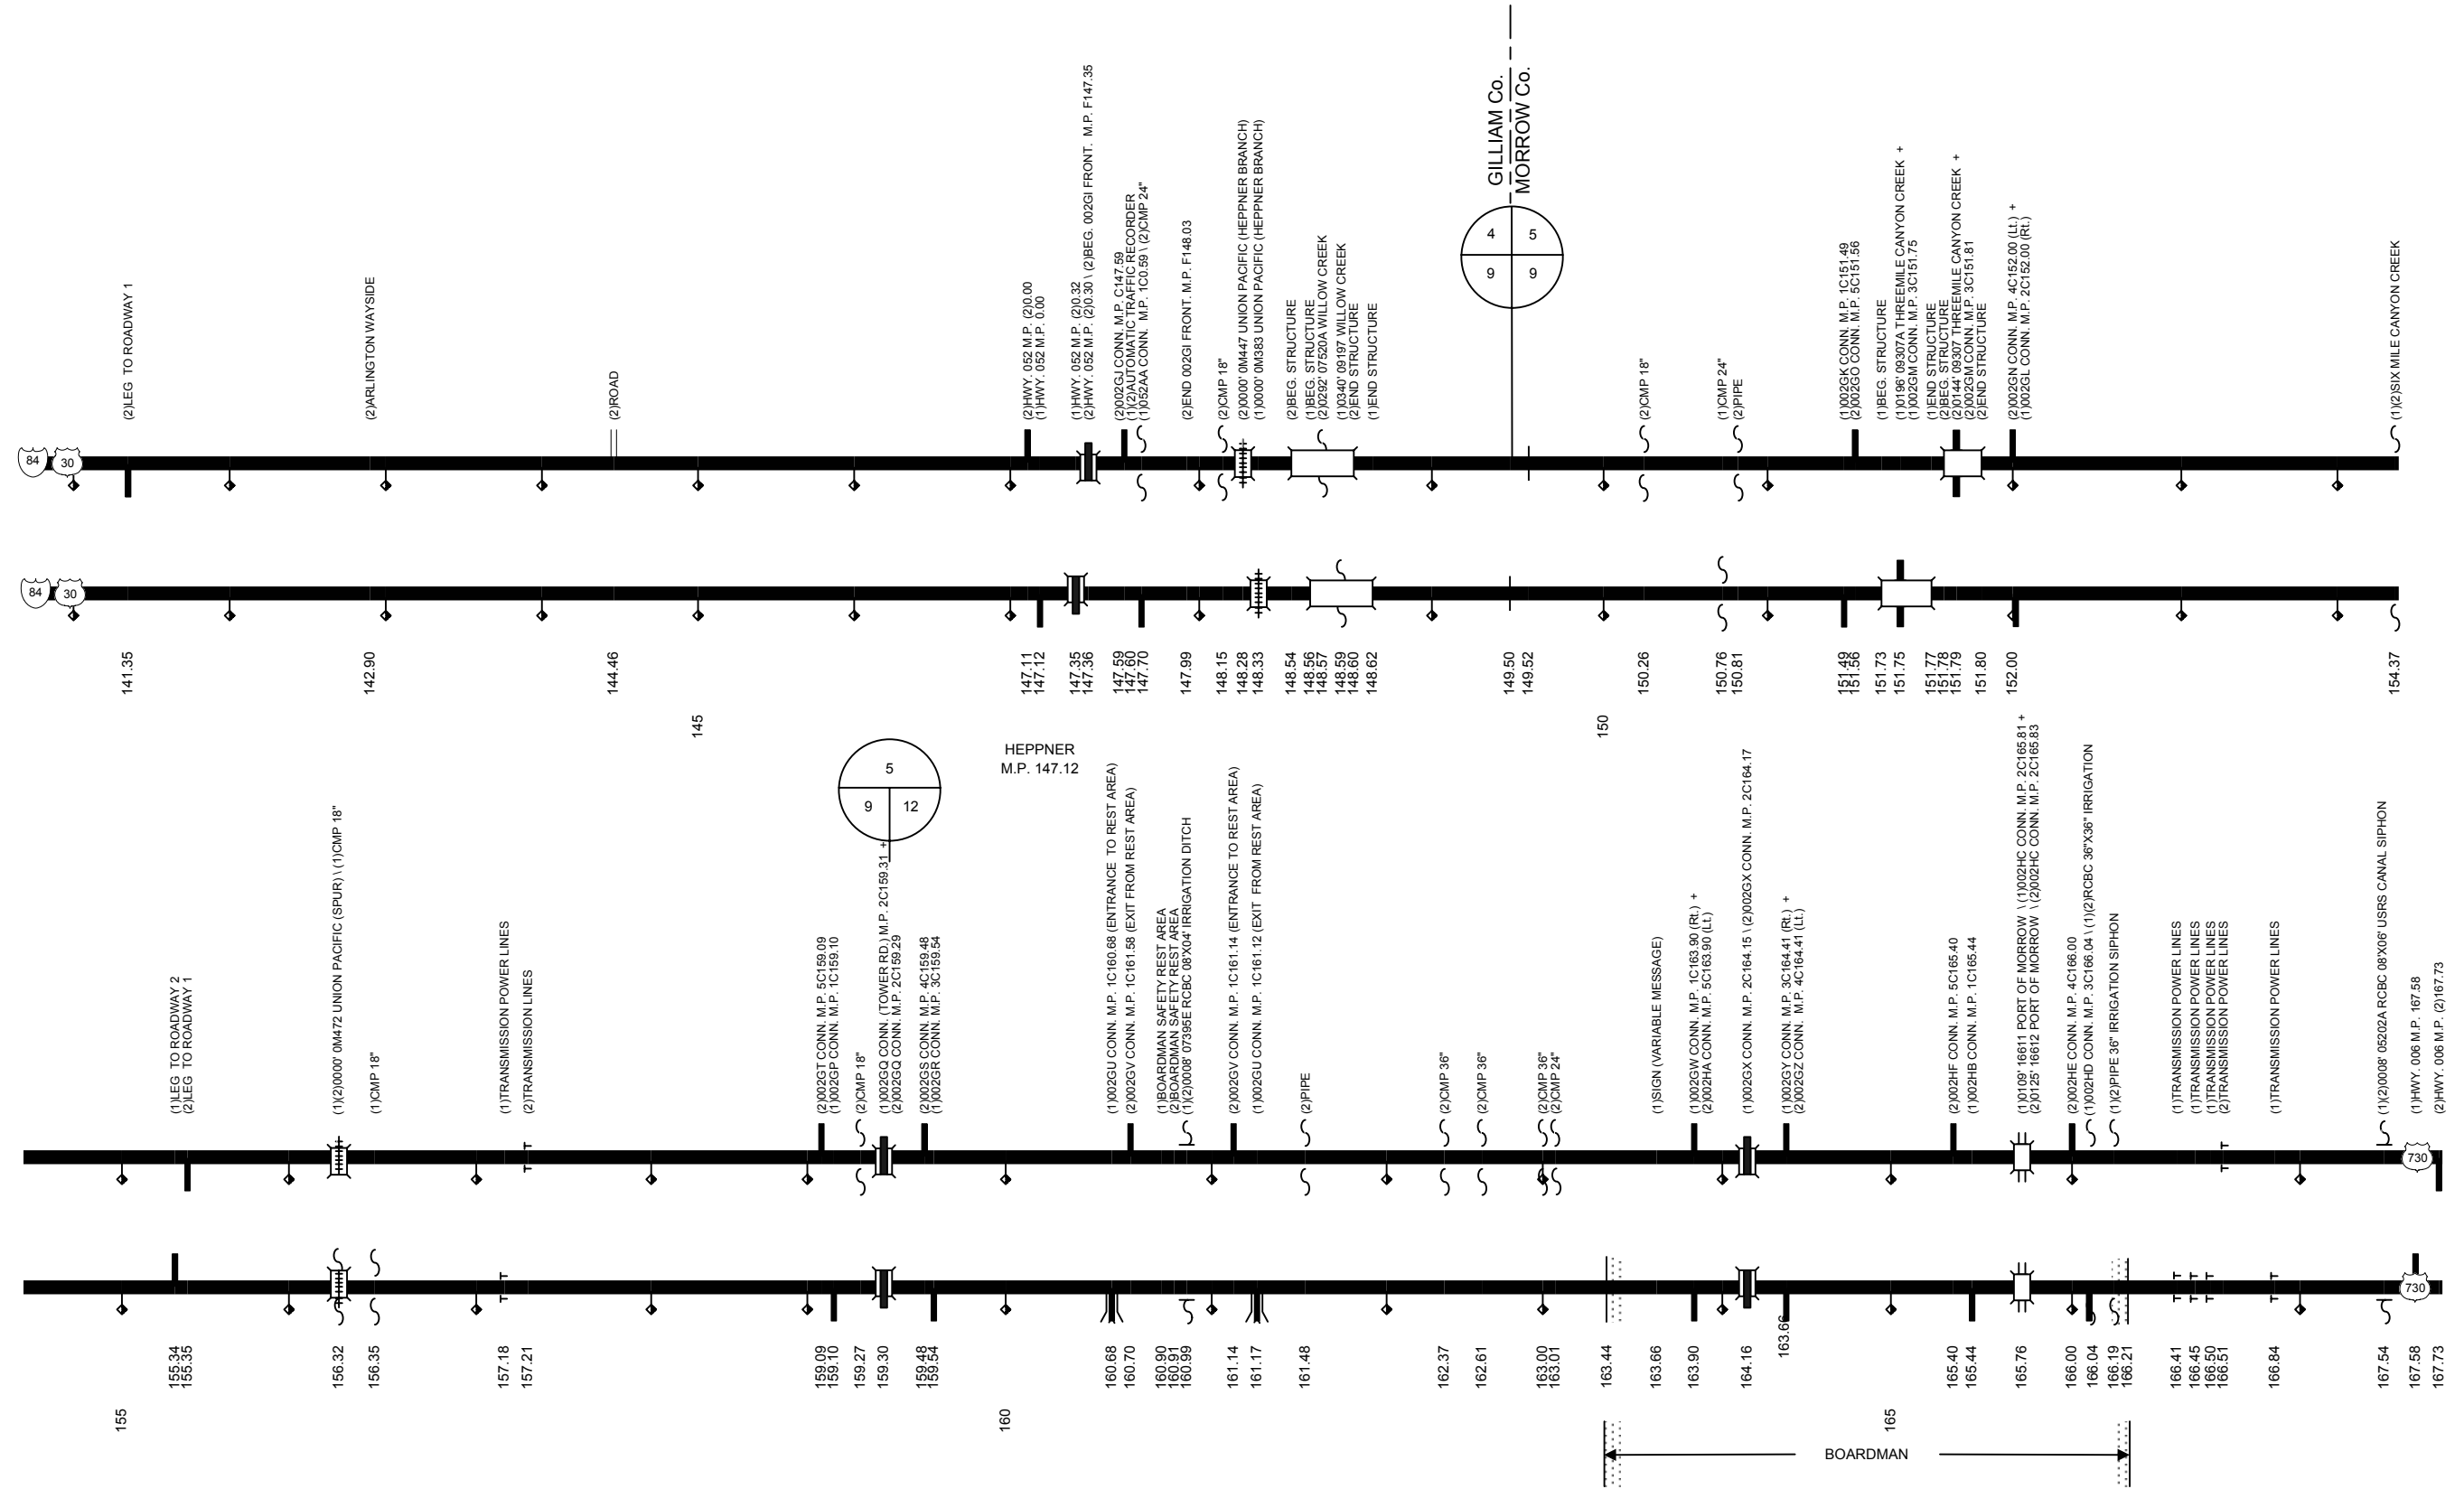 GILLIAM Co.
MORROW Co.
4 5
9 9
(2)LEG TO ROADWAY 1
(2)ARLINGTON WAYSIDE
(2)ROAD
(2)HWY. 052 M.P. (2)0.00
(1)HWY. 052 M.P. 0.00
(1)HWY. 052 M.P. (2)0.32
(2)HWY. 052 M.P. (2)0.30 \ (2)BEG. 002GI FRONT. M.P. F147.35
(2)002GJ CONN. M.P. C147.59
(1)(2)AUTOMATIC TRAFFIC RECORDER
(1)052AA CONN. M.P. 1C0.59 \ (2)CMP 24"
(2)END 002GI FRONT. M.P. F148.03
(2)CMP 18"
(2)0000' 0M447 UNION PACIFIC (HEPPNER BRANCH)
(1)0000' 0M383 UNION PACIFIC (HEPPNER BRANCH)
(2)BEG. STRUCTURE
(1)BEG. STRUCTURE
(2)0292' 07520A WILLOW CREEK
(1)0340' 09197 WILLOW CREEK
(2)END STRUCTURE
(1)END STRUCTURE
(2)CMP 18"
(1)CMP 24"
(2)PIPE
(1)002GK CONN. M.P. 1C151.49
(2)002GO CONN. M.P. 5C151.56
(1)BEG. STRUCTURE
(1)0196' 09307A THREEMILE CANYON CREEK +
(1)002GM CONN. M.P. 3C151.75
(1)END STRUCTURE
(2)BEG. STRUCTURE
(2)0144' 09307 THREEMILE CANYON CREEK +
(2)002GM CONN. M.P. 3C151.81
(2)END STRUCTURE
(2)002GN CONN. M.P. 4C152.00 (Lt.) +
(1)002GL CONN. M.P. 2C152.00 (Rt.)
(1)(2)SIX MILE CANYON CREEK
84 30
84 30
141.35
142.90
144.46
147.11
147.12
147.35
147.36
147.59
147.60
147.70
147.99
148.15
148.28
148.33
148.54
148.56
148.57
148.59
148.60
148.62
149.50
149.52
150.26
150.76
150.81
151.49
151.56
151.73
151.75
151.77
151.78
151.79
151.80
152.00
154.37
145
150
HEPPNER
M.P. 147.12
5
9 12
(1)LEG TO ROADWAY 2
(2)LEG TO ROADWAY 1
(1)(2)0000' 0M472 UNION PACIFIC (SPUR) \ (1)CMP 18"
(1)CMP 18"
(1)TRANSMISSION POWER LINES
(2)TRANSMISSION LINES
(2)002GT CONN. M.P. 5C159.09
(1)002GP CONN. M.P. 1C159.10
(2)CMP 18"
(1)002GQ CONN. (TOWER RD.) M.P. 2C159.31 +
(2)002GQ CONN. M.P. 2C159.29
(2)002GS CONN. M.P. 4C159.48
(1)002GR CONN. M.P. 3C159.54
(1)002GU CONN. M.P. 1C160.68 (ENTRANCE TO REST AREA)
(2)002GV CONN. M.P. 1C161.58 (EXIT FROM REST AREA)
(1)BOARDMAN SAFETY REST AREA
(2)BOARDMAN SAFETY REST AREA
(1)(2)0008' 07395E RCBC 08'X04' IRRIGATION DITCH
(2)002GV CONN. M.P. 1C161.14 (ENTRANCE TO REST AREA)
(1)002GU CONN. M.P. 1C161.12 (EXIT FROM REST AREA)
(2)PIPE
(2)CMP 36"
(2)CMP 36"
(2)CMP 36"
(2)CMP 24"
(1)SIGN (VARIABLE MESSAGE)
(1)002GW CONN. M.P. 1C163.90 (Rt.) +
(2)002HA CONN. M.P. 5C163.90 (Lt.)
(1)002GX CONN. M.P. 2C164.15 \ (2)002GX CONN. M.P. 2C164.17
(1)002GY CONN. M.P. 3C164.41 (Rt.) +
(2)002GZ CONN. M.P. 4C164.41 (Lt.)
(2)002HF CONN. M.P. 5C165.40
(1)002HB CONN. M.P. 1C165.44
(1)0109' 16611 PORT OF MORROW \ (1)002HC CONN. M.P. 2C165.81 +
(2)0125' 16612 PORT OF MORROW \ (2)002HC CONN. M.P. 2C165.83
(2)002HE CONN. M.P. 4C166.00
(1)002HD CONN. M.P. 3C166.04 \ (1)(2)RCBC 36"X36" IRRIGATION
(1)(2)PIPE 36" IRRIGATION SIPHON
(1)TRANSMISSION POWER LINES
(1)TRANSMISSION POWER LINES
(1)TRANSMISSION POWER LINES
(2)TRANSMISSION POWER LINES
(1)TRANSMISSION POWER LINES
(1)(2)0008' 05202A RCBC 08'X06' USRS CANAL SIPHON
(1)HWY. 006 M.P. 167.58
(2)HWY. 006 M.P. (2)167.73
730
730
155.34
155.35
156.32
156.35
157.18
157.21
159.09
159.10
159.27
159.30
159.48
159.54
160.68
160.70
160.90
160.91
160.99
161.14
161.17
161.48
162.37
162.61
163.00
163.01
163.44
163.66
163.90
164.16
163.66
165.40
165.44
165.76
166.00
166.04
166.19
166.21
166.41
166.45
166.50
166.51
166.84
167.54
167.58
167.73
155
160
165
BOARDMAN